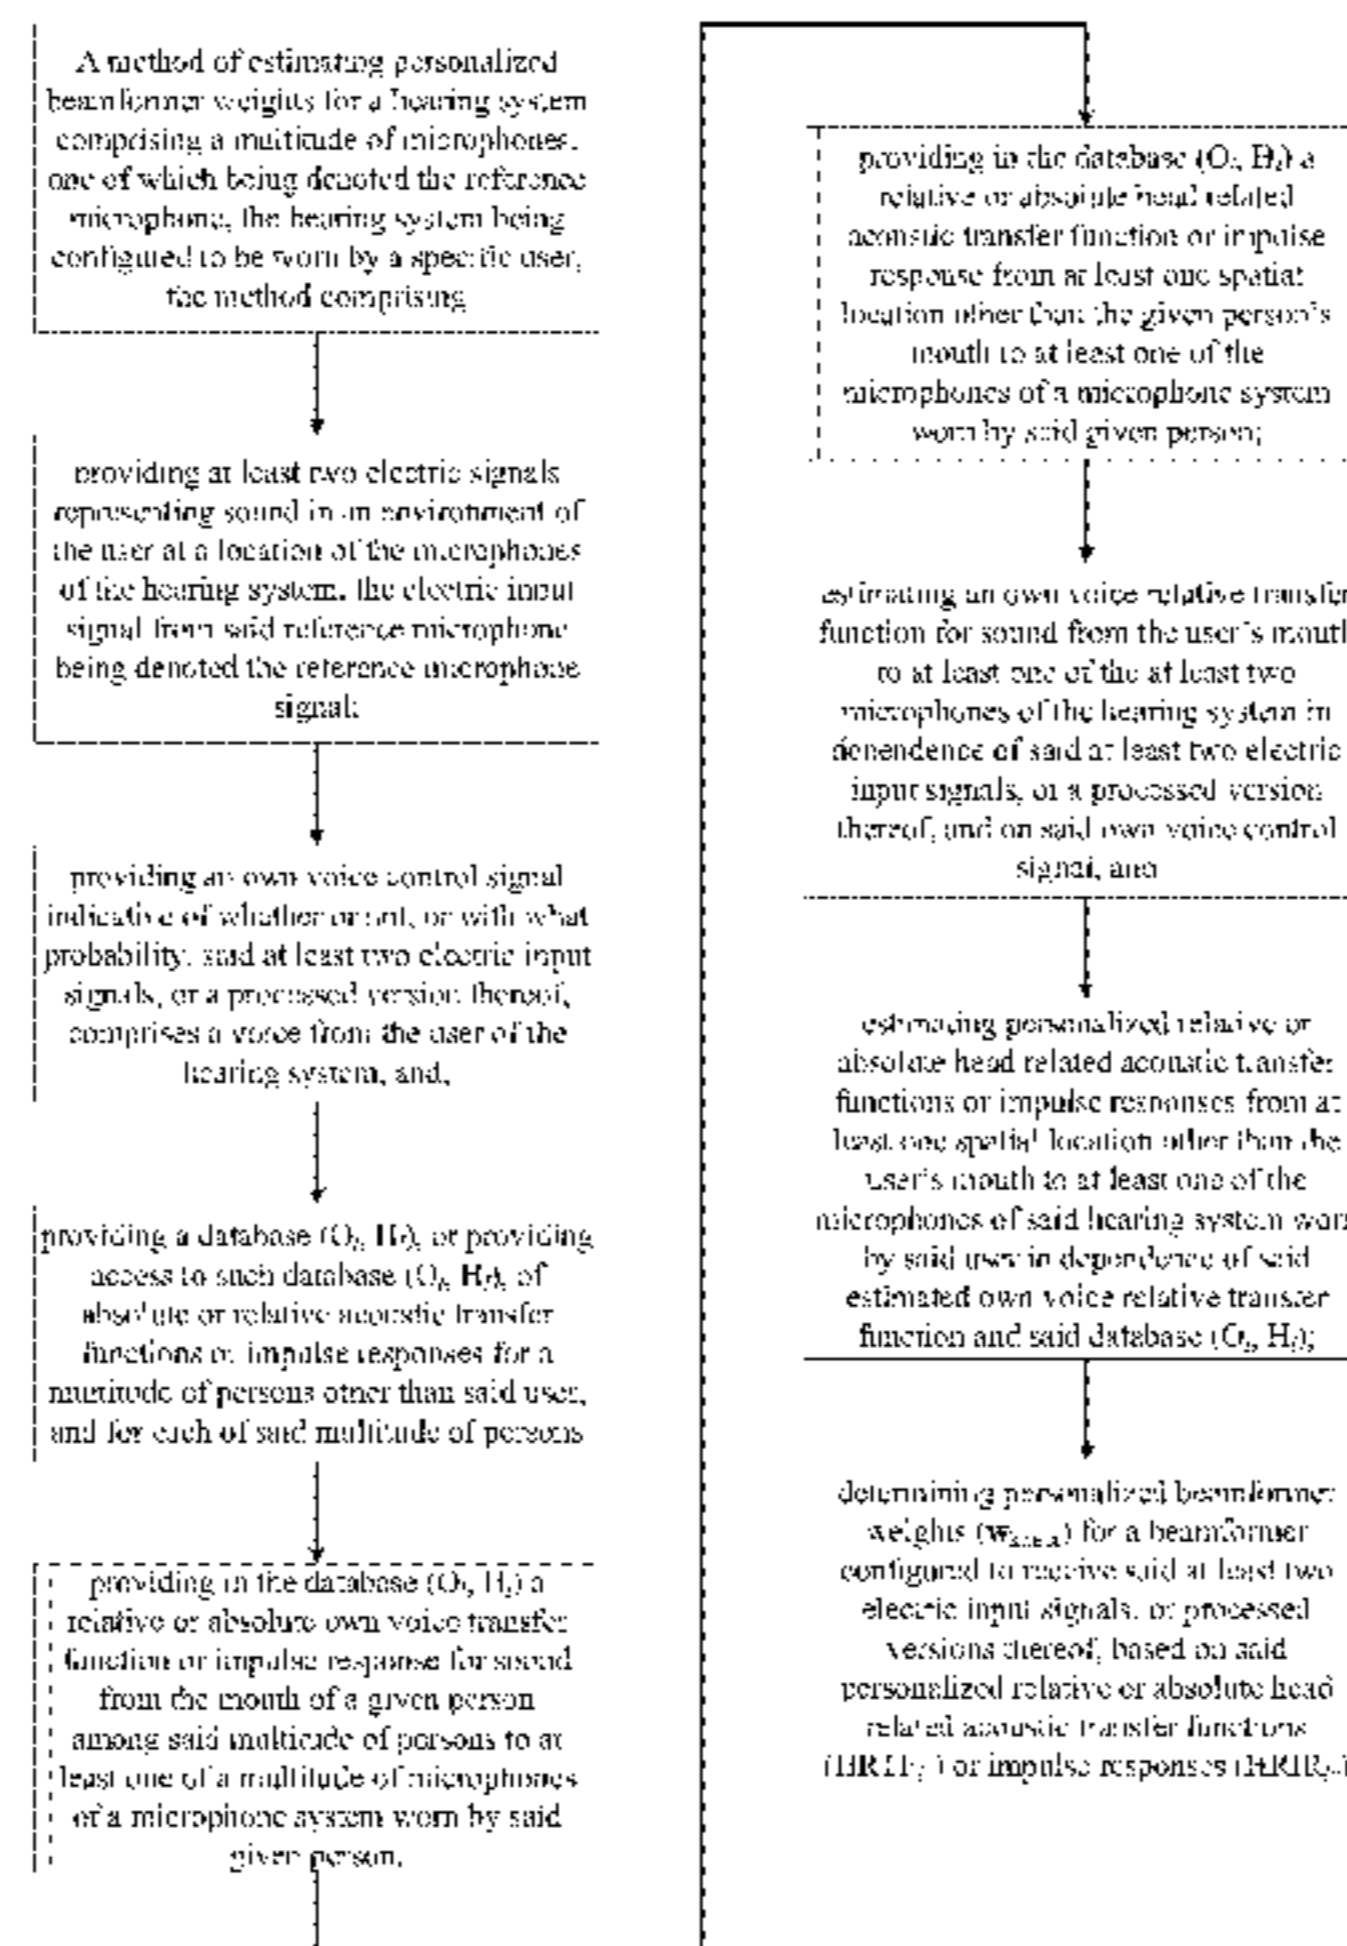 A method of estimating personalized
beamformer weights for a hearing system
comprising a multitude of microphones,
one of which being denoted the reference
microphone, the hearing system being
configured to be worn by a specific user,
the method comprising
providing at least two electric signals
representing sound in an environment of
the user at a location of the microphones
of the hearing system, the electric input
signal from said reference microphone
being denoted the reference microphone
signal;
providing an own voice control signal
indicative of whether or not, or with what
probability, said at least two electric input
signals, or a processed version thereof,
comprises a voice from the user of the
hearing system, and,
providing a database (Oₗ, Hₗ), or providing
access to such database (Oₗ, Hₗ), of
absolute or relative acoustic transfer
functions or impulse responses for a
multitude of persons other than said user,
and for each of said multitude of persons
providing in the database (Oₗ, Hₗ) a
relative or absolute own voice transfer
function or impulse response for sound
from the mouth of a given person
among said multitude of persons to at
least one of a multitude of microphones
of a microphone system worn by said
given person,
providing in the database (Oₗ, Hₗ) a
relative or absolute head related
acoustic transfer function or impulse
response from at least one spatial
location other than the given person's
mouth to at least one of the
microphones of a microphone system
worn by said given person;
estimating an own voice relative transfer
function for sound from the user's mouth
to at least one of the at least two
microphones of the hearing system in
dependence of said at least two electric
input signals, or a processed version
thereof, and on said own voice control
signal, and
estimating personalized relative or
absolute head related acoustic transfer
functions or impulse responses from at
least one spatial location other than the
user's mouth to at least one of the
microphones of said hearing system worn
by said user in dependence of said
estimated own voice relative transfer
function and said database (Oₗ, Hₗ);
determining personalized beamformer
weights (w) for a beamformer
configured to receive said at least two
electric input signals, or processed
versions thereof, based on said
personalized relative or absolute head
related acoustic transfer functions
or impulse responses